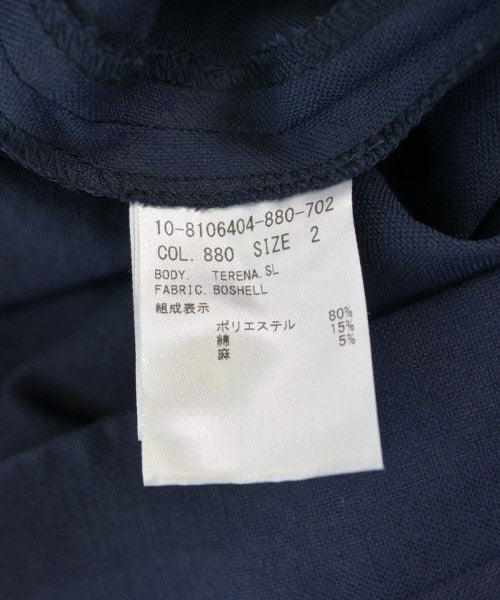 10-8106404-880-702
COL. 880 SIZE 2
BODY. TERENA.SL
FABRIC. BOSHELL
組成表示
ポリエステル 80%
綿 15%
麻 5%